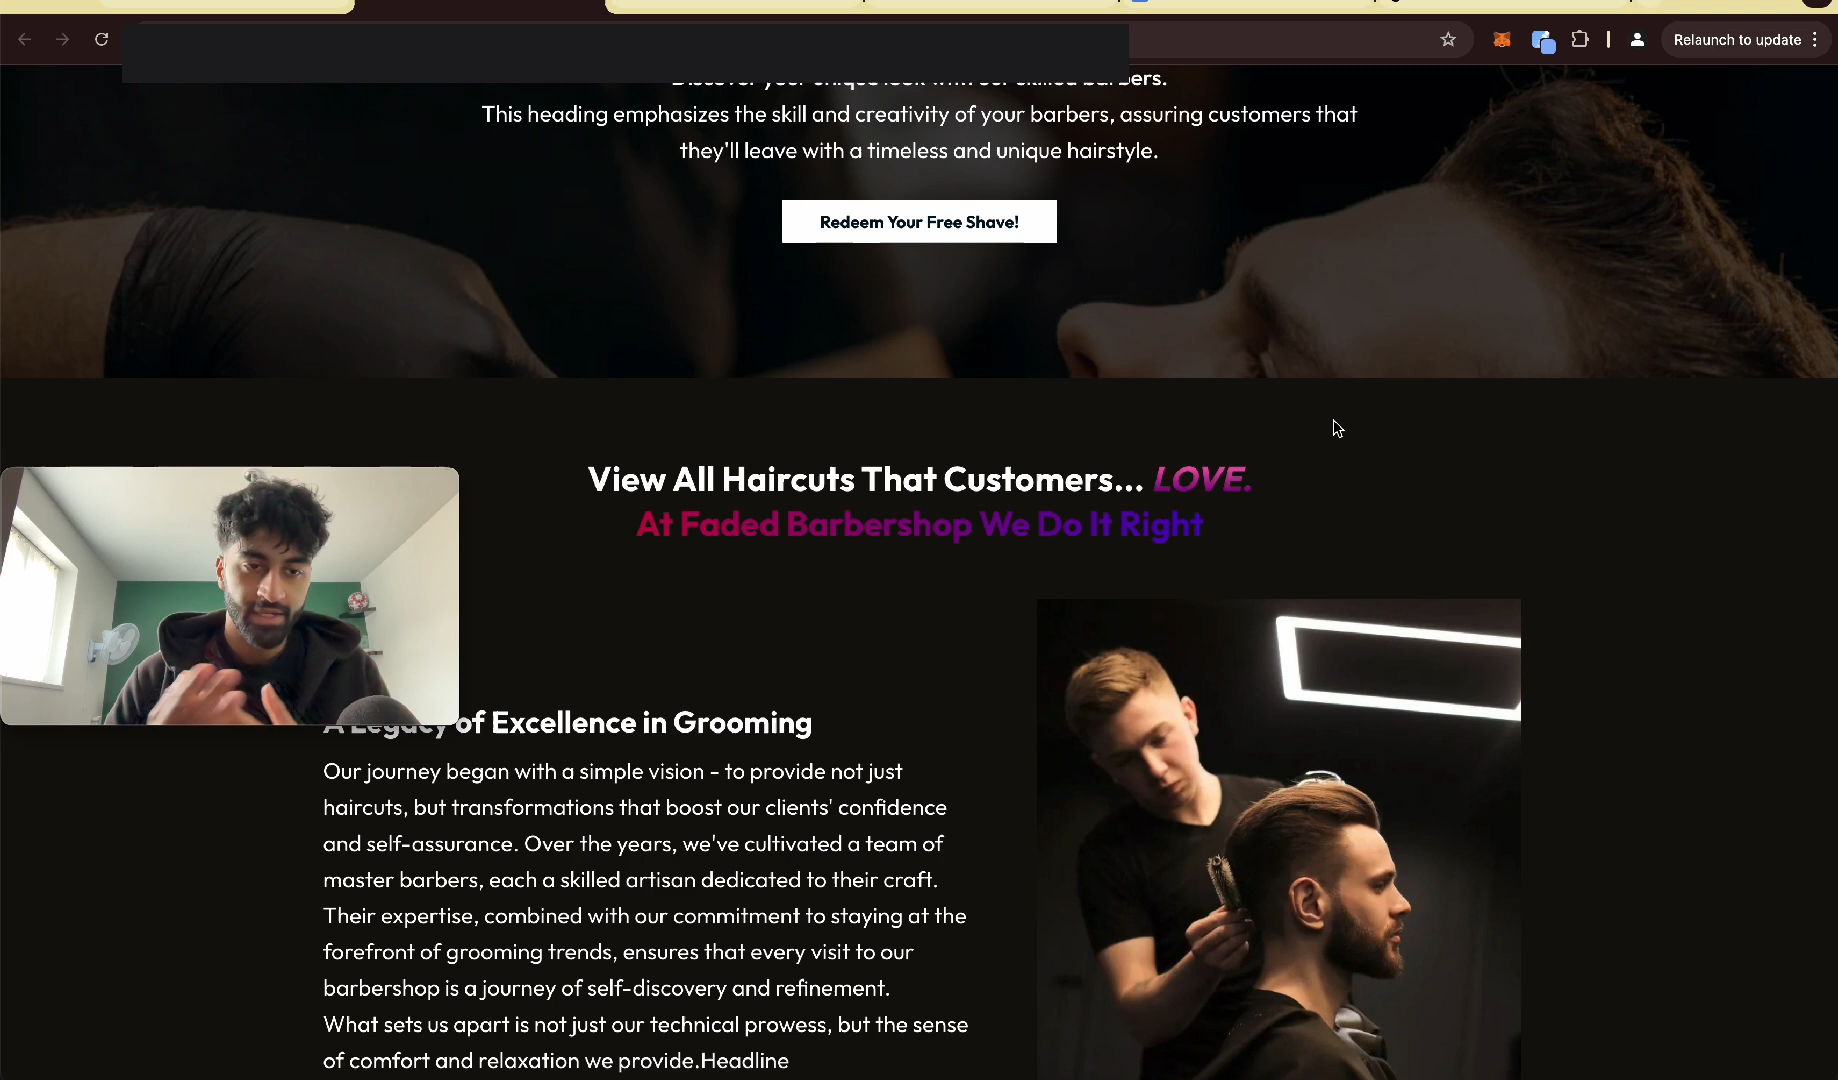 Relaunch to update
Discover your unique look with our skilled barbers.
This heading emphasizes the skill and creativity of your barbers, assuring customers that
they'll leave with a timeless and unique hairstyle.
Redeem Your Free Shave!
View All Haircuts That Customers... LOVE.
At Faded Barbershop We Do It Right
A Legacy of Excellence in Grooming
Our journey began with a simple vision - to provide not just
haircuts, but transformations that boost our clients' confidence
and self-assurance. Over the years, we've cultivated a team of
master barbers, each a skilled artisan dedicated to their craft.
Their expertise, combined with our commitment to staying at the
forefront of grooming trends, ensures that every visit to our
barbershop is a journey of self-discovery and refinement.
What sets us apart is not just our technical prowess, but the sense
of comfort and relaxation we provide.Headline